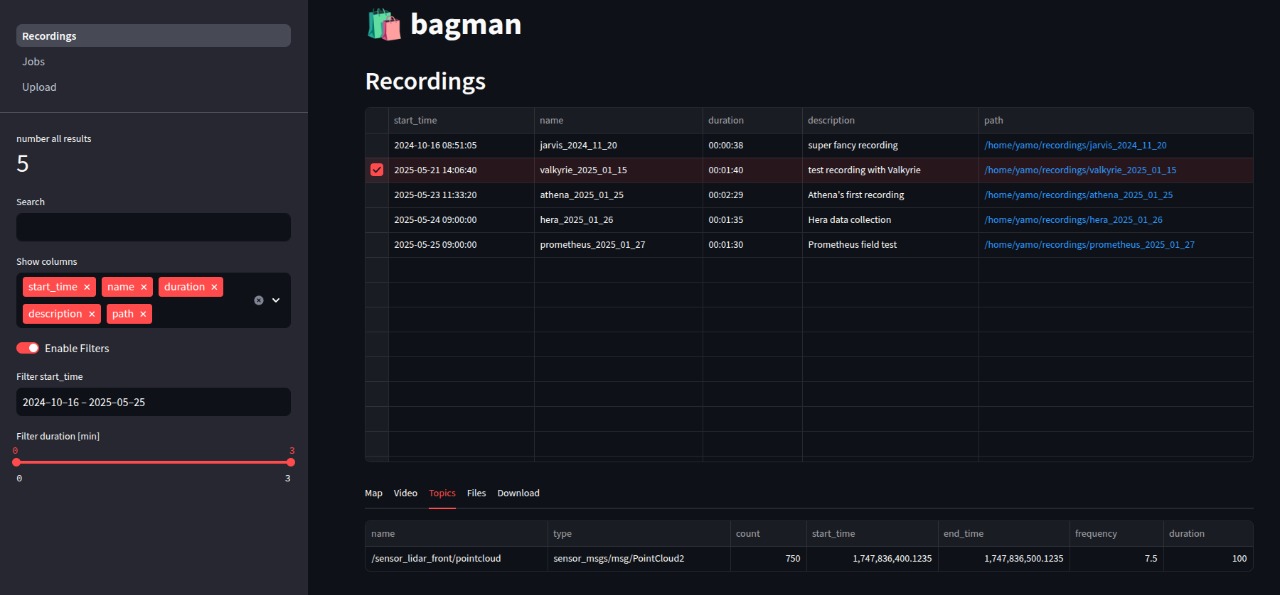 Recordings
Jobs
Upload
number all results
5
Search
Show columns
start_time × name × duration ×
description × path ×
Enable Filters
Filter start_time
2024–10–16 – 2025–05–25
Filter duration [min]
0 3
0 3
bagman
Recordings
start_time name duration description path
2024-10-16 08:51:05 jarvis_2024_11_20 00:00:38 super fancy recording /home/yamo/recordings/jarvis_2024_11_20
2025-05-21 14:06:40 valkyrie_2025_01_15 00:01:40 test recording with Valkyrie /home/yamo/recordings/valkyrie_2025_01_15
2025-05-23 11:33:20 athena_2025_01_25 00:02:29 Athena's first recording /home/yamo/recordings/athena_2025_01_25
2025-05-24 09:00:00 hera_2025_01_26 00:01:35 Hera data collection /home/yamo/recordings/hera_2025_01_26
2025-05-25 09:00:00 prometheus_2025_01_27 00:01:30 Prometheus field test /home/yamo/recordings/prometheus_2025_01_27
Map Video Topics Files Download
name type count start_time end_time frequency duration
/sensor_lidar_front/pointcloud sensor_msgs/msg/PointCloud2 750 1,747,836,400.1235 1,747,836,500.1235 7.5 100